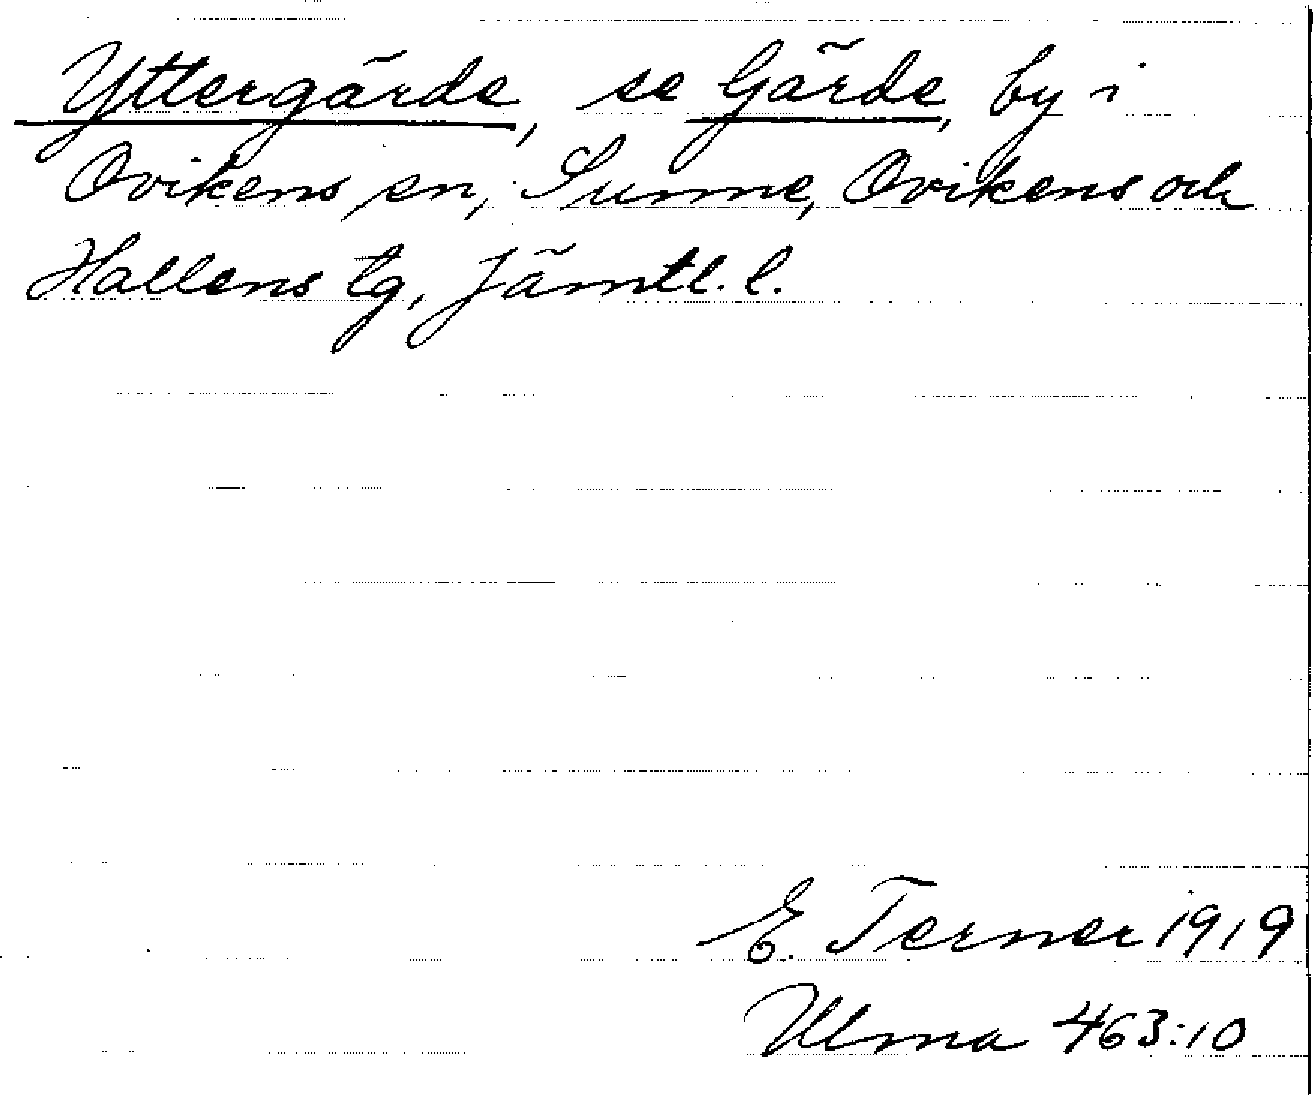 Yttergärde, se Gärde, by i
Ovikens sn, Sunne, Ovikens och
Hallens tg, Jämtl. l.
E. Terner 1919
Ulma 463:10